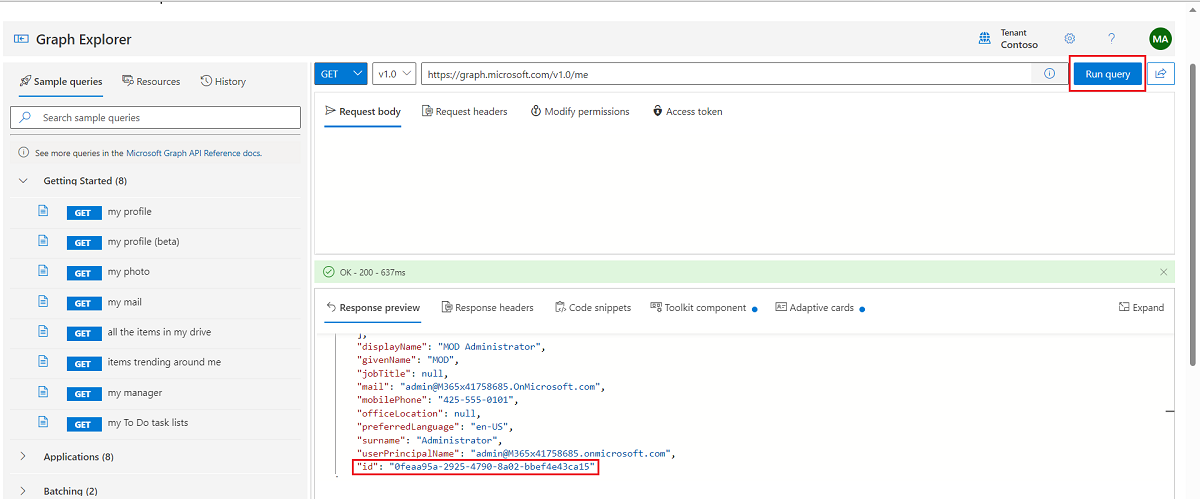 Graph Explorer
Tenant
Contoso
MA
Sample queries
Resources
History
Search sample queries
See more queries in the Microsoft Graph API Reference docs.
Getting Started (8)
GET my profile
GET my profile (beta)
GET my photo
GET my mail
GET all the items in my drive
GET items trending around me
GET my manager
GET my To Do task lists
Applications (8)
Batching (2)
GET
v1.0
https://graph.microsoft.com/v1.0/me
Run query
Request body
Request headers
Modify permissions
Access token
OK - 200 - 637ms
Response preview
Response headers
Code snippets
Toolkit component
Adaptive cards
Expand
],
"displayName": "MOD Administrator",
"givenName": "MOD",
"jobTitle": null,
"mail": "admin@M365x41758685.OnMicrosoft.com",
"mobilePhone": "425-555-0101",
"officeLocation": null,
"preferredLanguage": "en-US",
"surname": "Administrator",
"userPrincipalName": "admin@M365x41758685.onmicrosoft.com",
"id": "0feaa95a-2925-4790-8a02-bbef4e43ca15"